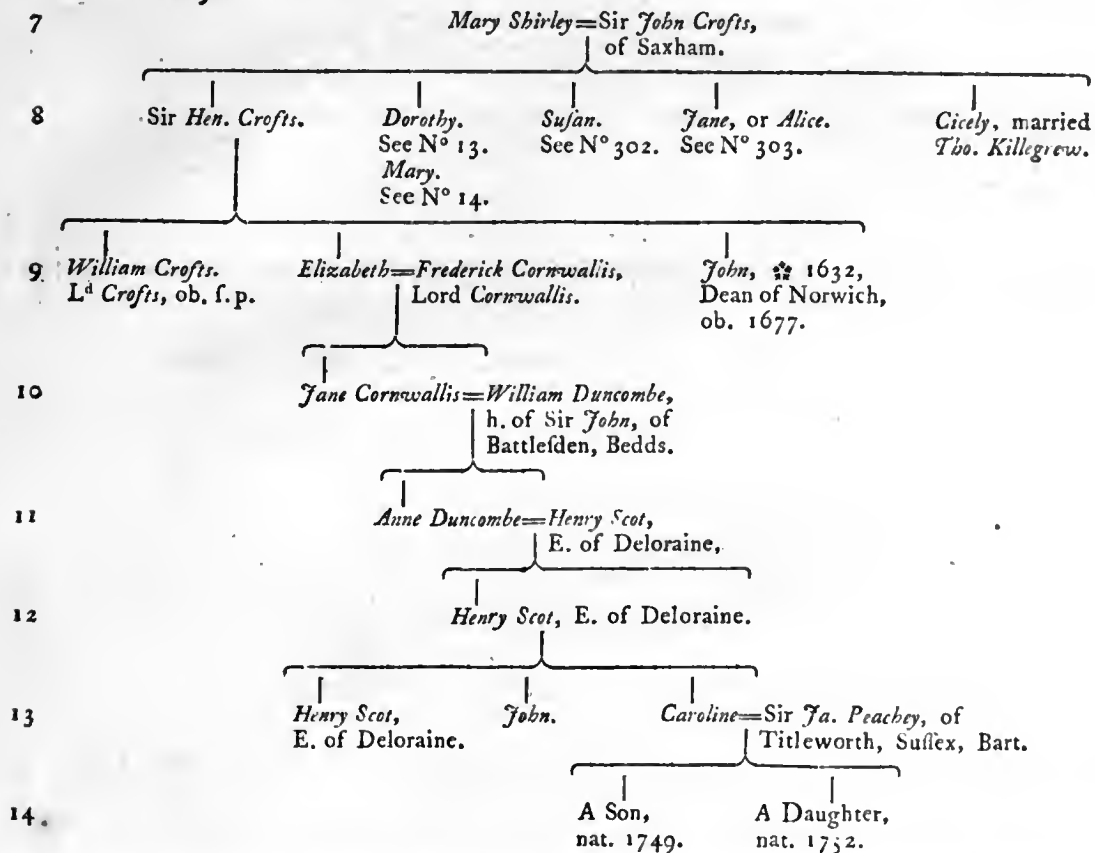 7 Mary Shirley=Sir John Crofts,
of Saxham.
8 Sir Hen. Crofts. Dorothy. Suſan. Jane, or Alice. Cicely, married
See N° 13. See N° 302. See N° 303. Tho. Killegrew.
Mary.
See N° 14.
9 William Crofts. Elizabeth=Frederick Cornwallis, John, 1632,
Ld Crofts, ob. ſ. p. Lord Cornwallis. Dean of Norwich,
ob. 1677.
10 Jane Cornwallis=William Duncombe,
h. of Sir John, of
Battleſden, Bedds.
11 Anne Duncombe=Henry Scot,
E. of Deloraine,
12 Henry Scot, E. of Deloraine.
13 Henry Scot, John. Caroline=Sir Ja. Peachey, of
E. of Deloraine. Titleworth, Suſſex, Bart.
14. A Son, A Daughter,
nat. 1749. nat. 1752.